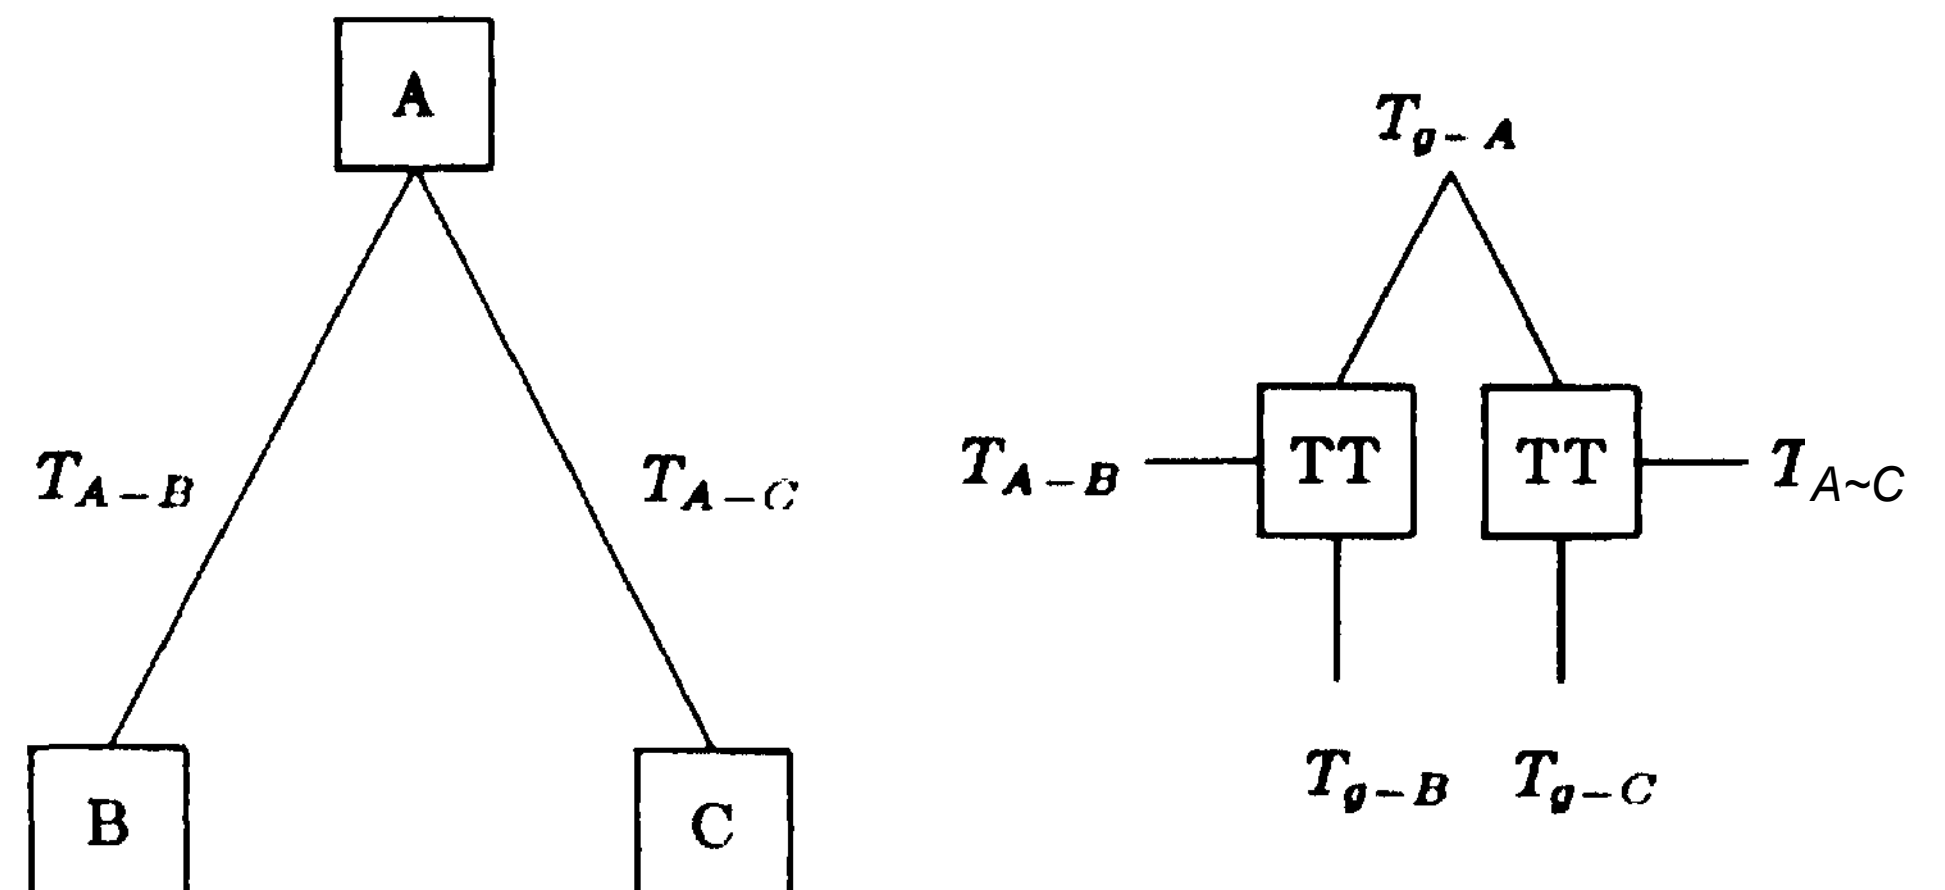 A
T_{g-A}
T_{A-B}
T_{A-C}
T_{A-B}
TT
TT
T_{A~C}
T_{g-B}
T_{g-C}
B
C